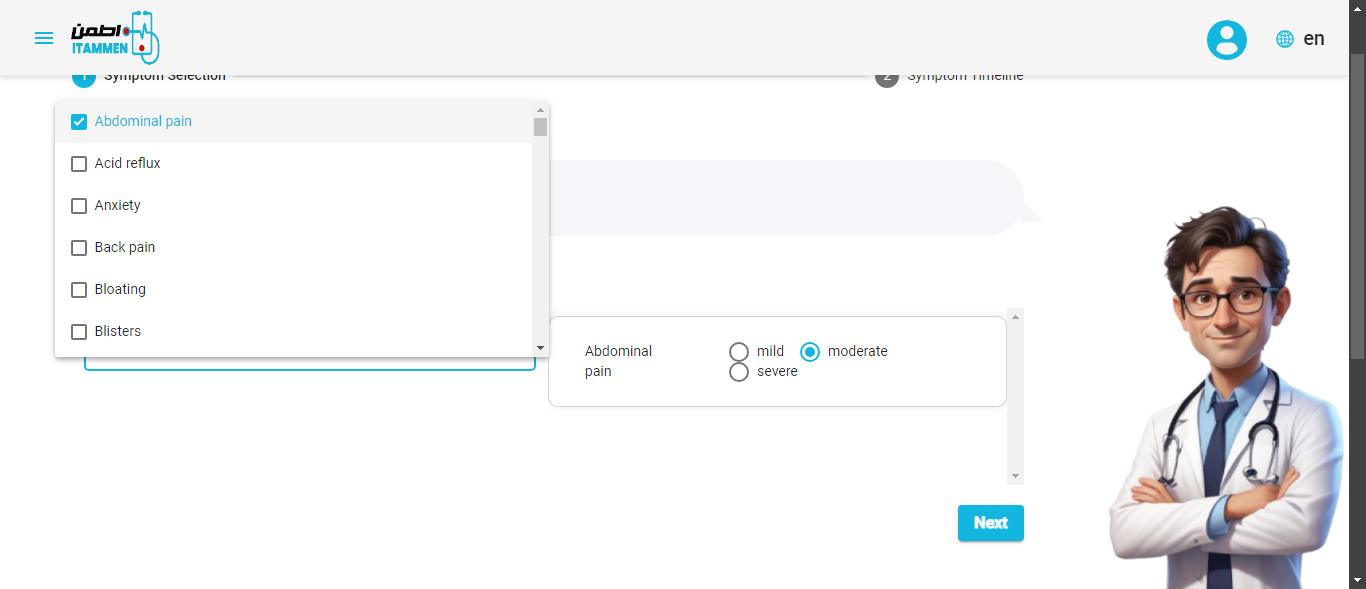 اطمن
ITAMMEN
en
1 Symptom Selection
2 Symptom Timeline
Abdominal pain
Acid reflux
Anxiety
Back pain
Bloating
Blisters
Abdominal
pain
mild
moderate
severe
Next